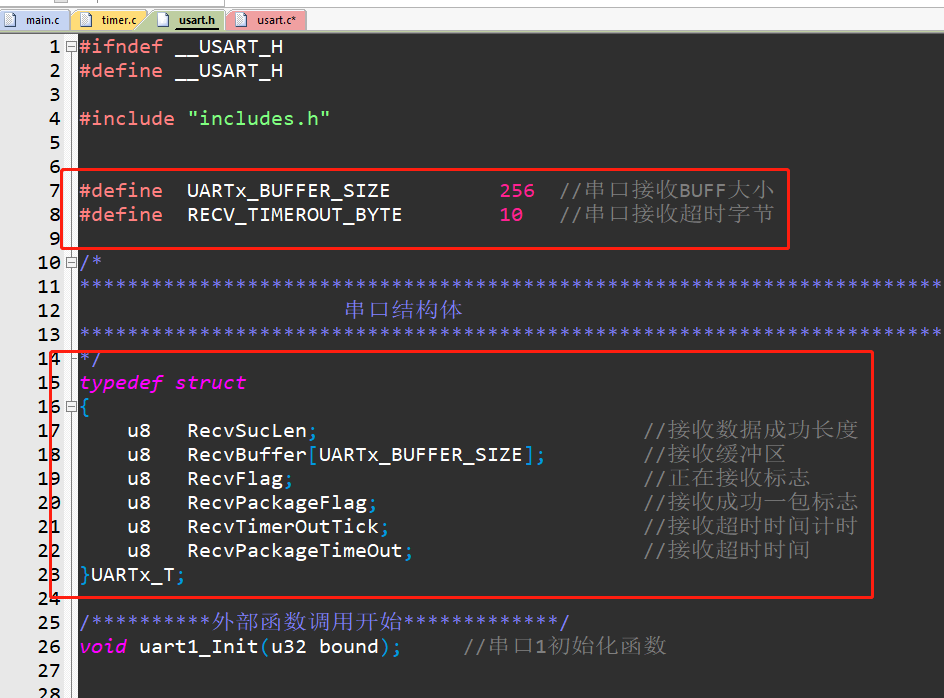 main.c timer.c usart.h usart.c*
1 #ifndef __USART_H
2 #define __USART_H
3
4 #include "includes.h"
5
6
7 #define UARTx_BUFFER_SIZE 256 //串口接收BUFF大小
8 #define RECV_TIMEROUT_BYTE 10 //串口接收超时字节
9
10 /*
11 ************************************************************************
12 串口结构体
13 ************************************************************************
14 */
15 typedef struct
16 {
17 u8 RecvSucLen; //接收数据成功长度
18 u8 RecvBuffer[UARTx_BUFFER_SIZE]; //接收缓冲区
19 u8 RecvFlag; //正在接收标志
20 u8 RecvPackageFlag; //接收成功一包标志
21 u8 RecvTimerOutTick; //接收超时时间计时
22 u8 RecvPackageTimeOut; //接收超时时间
23 }UARTx_T;
24
25 /**********外部函数调用开始*************/
26 void uart1_Init(u32 bound); //串口1初始化函数
27
28